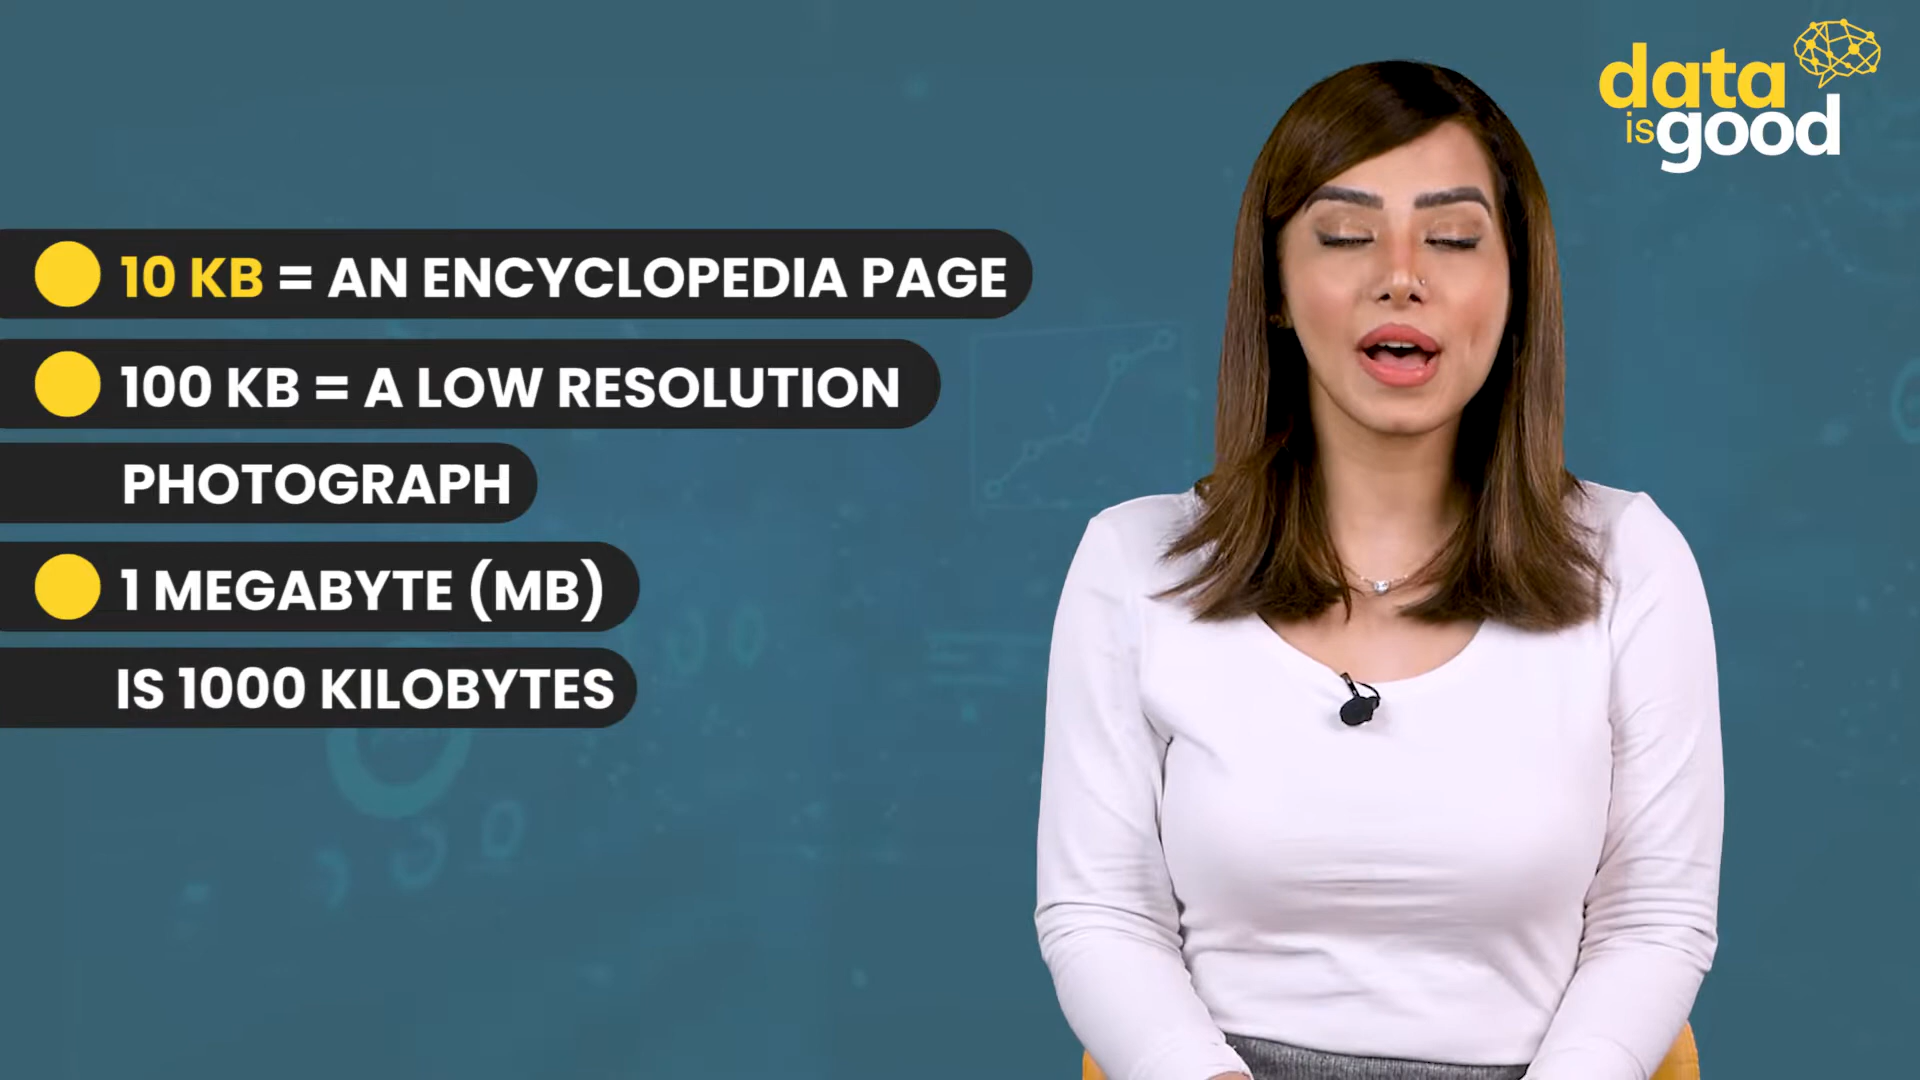 data
is good
10 KB = AN ENCYCLOPEDIA PAGE
100 KB = A LOW RESOLUTION
PHOTOGRAPH
1 MEGABYTE (MB)
IS 1000 KILOBYTES